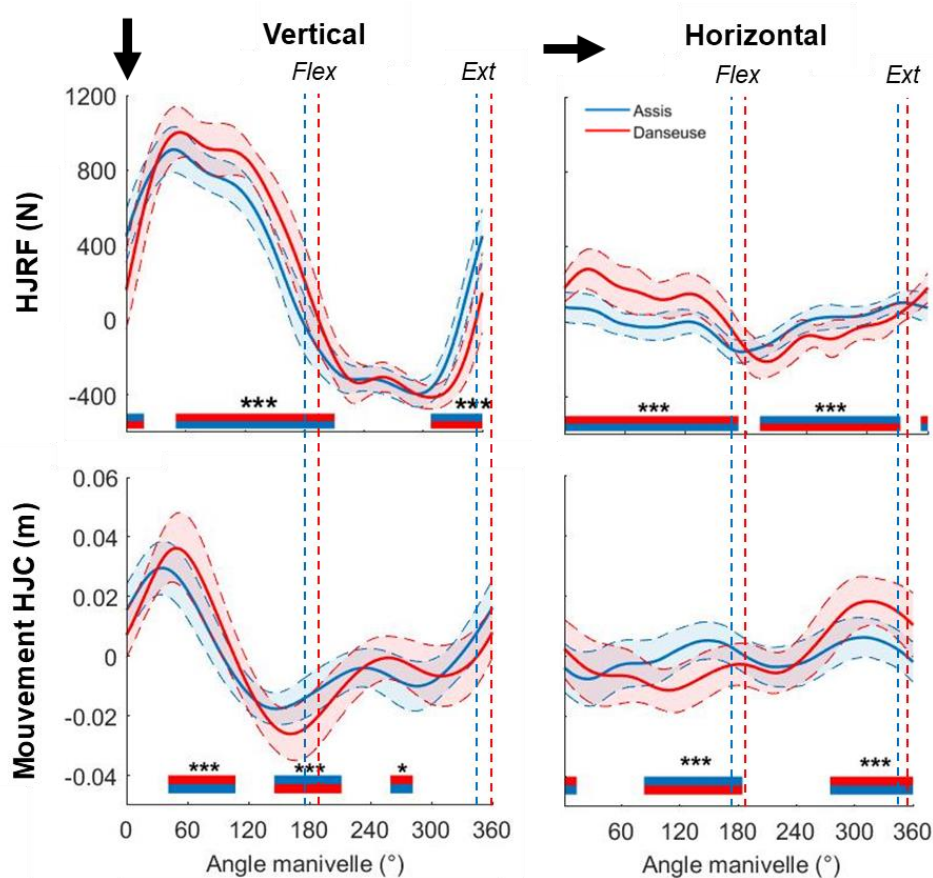 Vertical
Horizontal
Flex
Ext
Flex
Ext
HJRF (N)
1200
800
400
0
-400
***
***
Assis
Danseuse
***
***
Mouvement HJC (m)
0.06
0.04
0.02
0
-0.02
-0.04
***
***
*
***
***
0
60
120
180
240
300
360
Angle manivelle (°)
60
120
180
240
300
360
Angle manivelle (°)